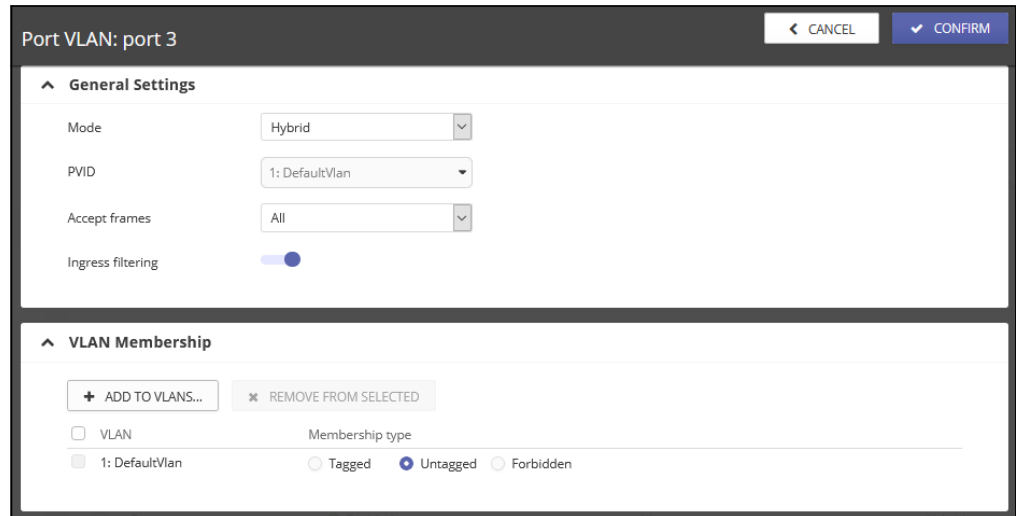 Port VLAN: port 3
CANCEL
CONFIRM
General Settings
Mode
Hybrid
PVID
1: DefaultVlan
Accept frames
All
Ingress filtering
VLAN Membership
ADD TO VLANS...
REMOVE FROM SELECTED
VLAN Membership type
1: DefaultVlan Tagged Untagged Forbidden